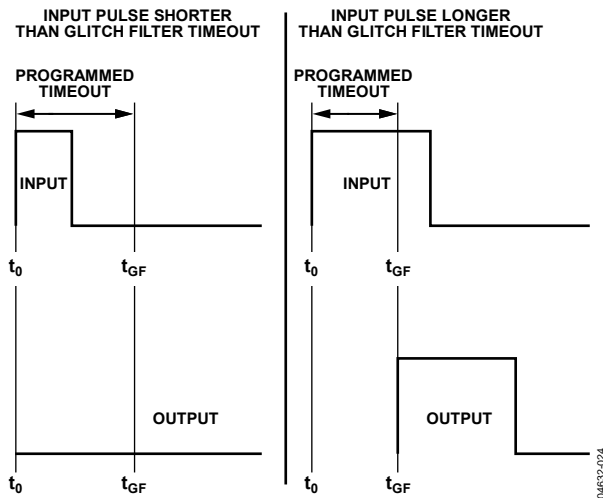 INPUT PULSE SHORTER
THAN GLITCH FILTER TIMEOUT
PROGRAMMED
TIMEOUT
INPUT
t0
tGF
OUTPUT
t0
tGF
INPUT PULSE LONGER
THAN GLITCH FILTER TIMEOUT
PROGRAMMED
TIMEOUT
INPUT
t0
tGF
OUTPUT
t0
tGF
04632-024